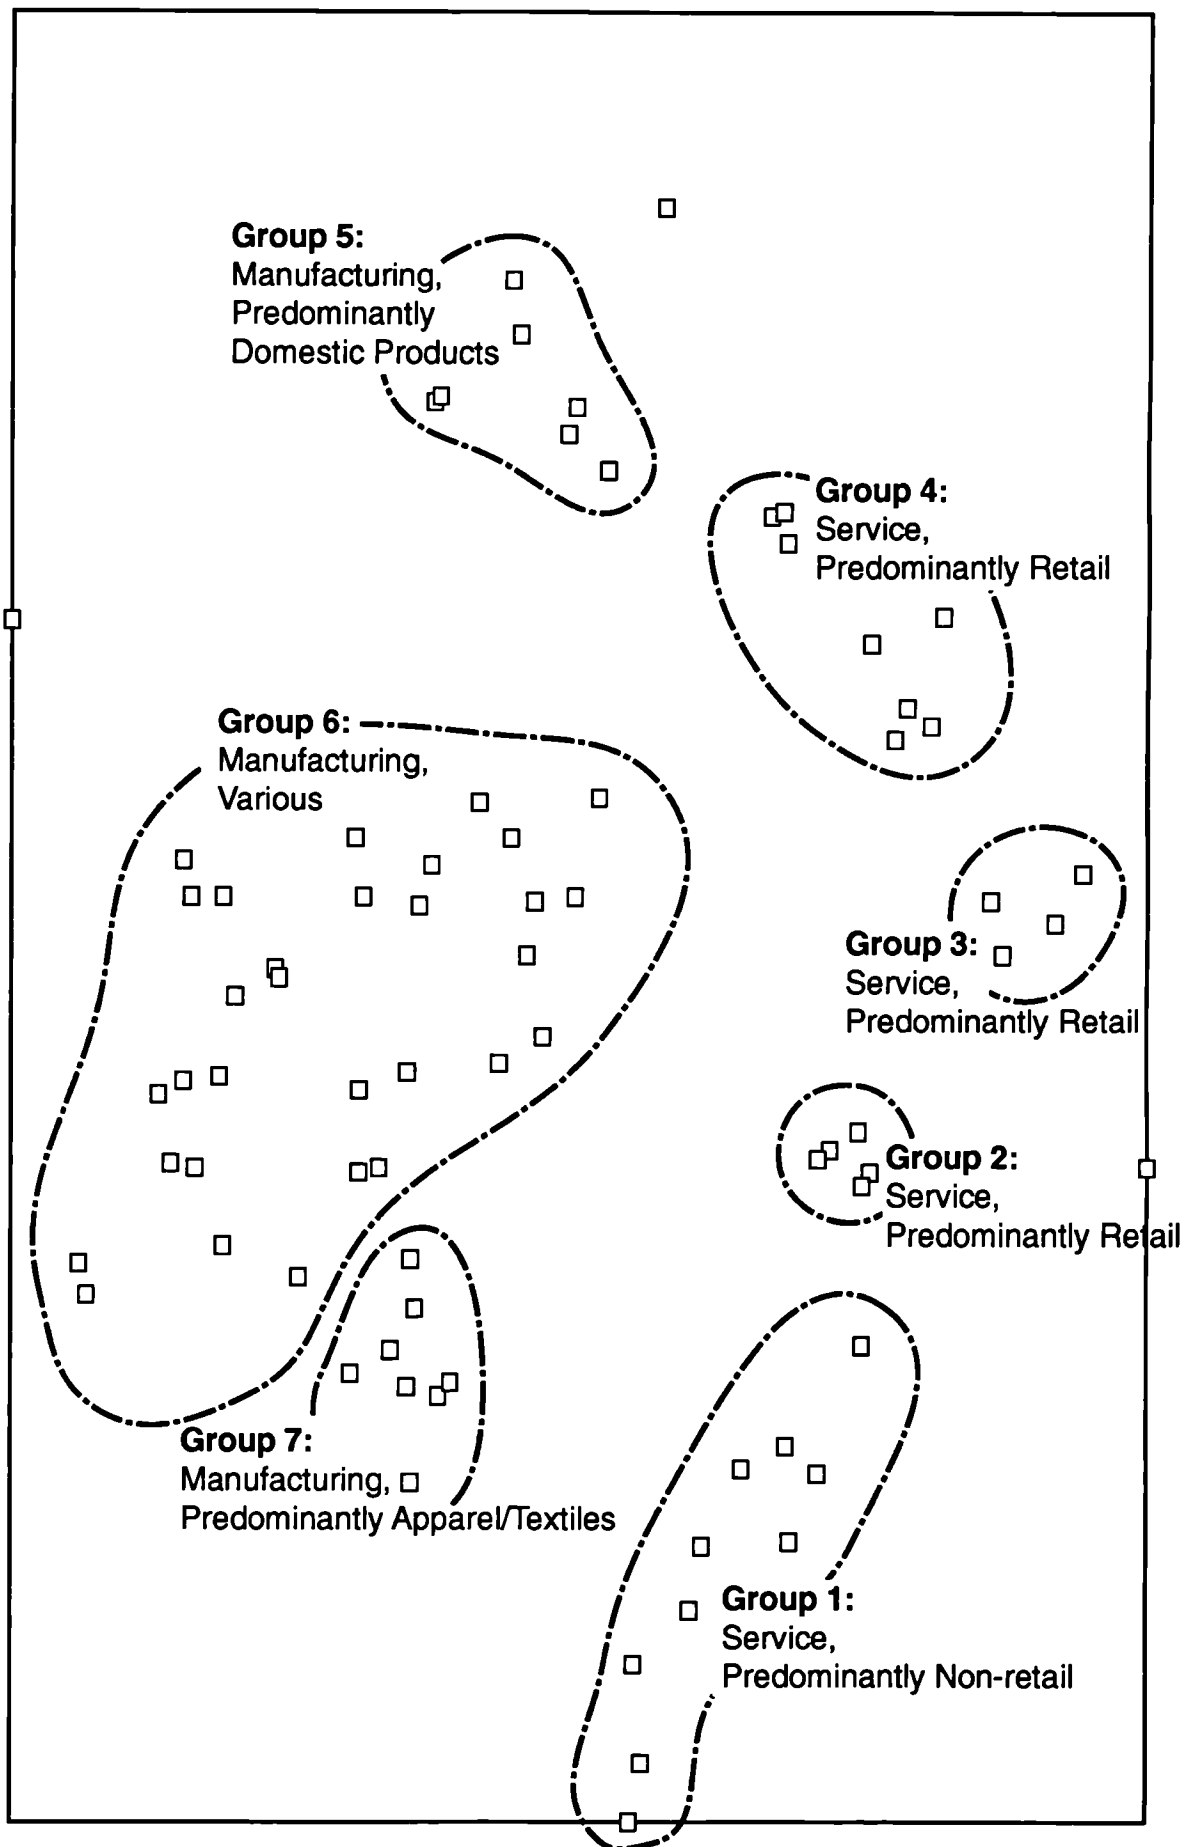 Group 5:
Manufacturing,
Predominantly
Domestic Products
Group 4:
Service,
Predominantly Retail
Group 6:
Manufacturing,
Various
Group 3:
Service,
Predominantly Retail
Group 2:
Service,
Predominantly Retail
Group 7:
Manufacturing,
Predominantly Apparel/Textiles
Group 1:
Service,
Predominantly Non-retail